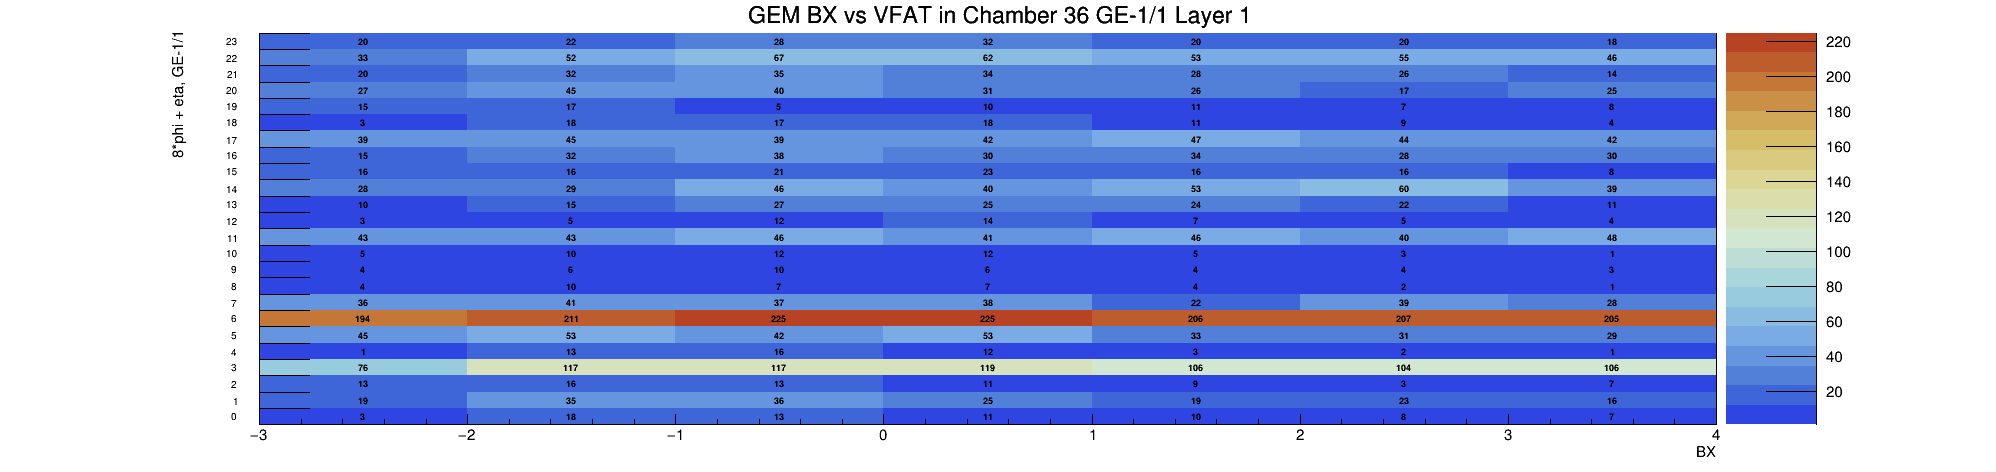 GEM BX vs VFAT in Chamber 36 GE-1/1 Layer 1
8*phi + eta, GE-1/1
23 20 22 28 32 20 20 18
22 33 52 67 62 53 55 46
21 20 32 35 34 28 26 14
20 27 45 40 31 26 17 25
19 15 17 5 10 11 7 8
18 3 18 17 18 11 9 4
17 39 45 39 42 47 44 42
16 15 32 38 30 34 28 30
15 16 16 21 23 16 16 8
14 28 29 46 40 53 60 39
13 10 15 27 25 24 22 11
12 3 5 12 14 7 5 4
11 43 43 46 41 46 40 48
10 5 10 12 12 5 3 1
9 4 6 10 6 4 4 3
8 4 10 7 7 4 2 1
7 36 41 37 38 22 39 28
6 194 211 225 225 206 207 205
5 45 53 42 53 33 31 29
4 1 13 16 12 3 2 1
3 76 117 117 119 106 104 106
2 13 16 13 11 9 3 7
1 19 35 36 25 19 23 16
0 3 18 13 11 10 8 7
−3 −2 −1 0 1 2 3 4
BX
220
200
180
160
140
120
100
80
60
40
20